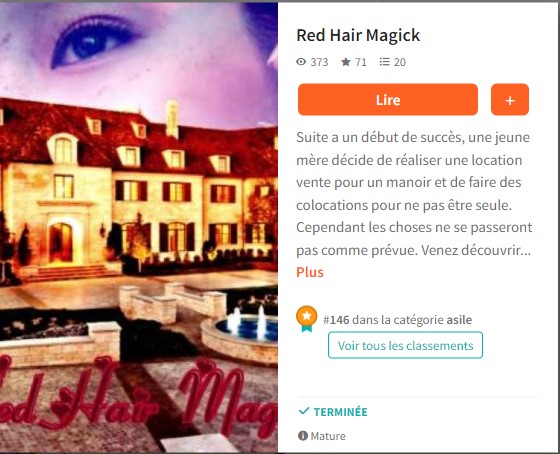 Red Hair Magick
373 71 20
Lire +
Suite a un début de succès, une jeune
mère décide de réaliser une location
vente pour un manoir et de faire des
colocations pour ne pas être seule.
Cependant les choses ne se passeront
pas comme prévue. Venez découvrir...
Plus
#146 dans la catégorie asile
Voir tous les classements
ed Hair Mag
TERMINÉE
Mature